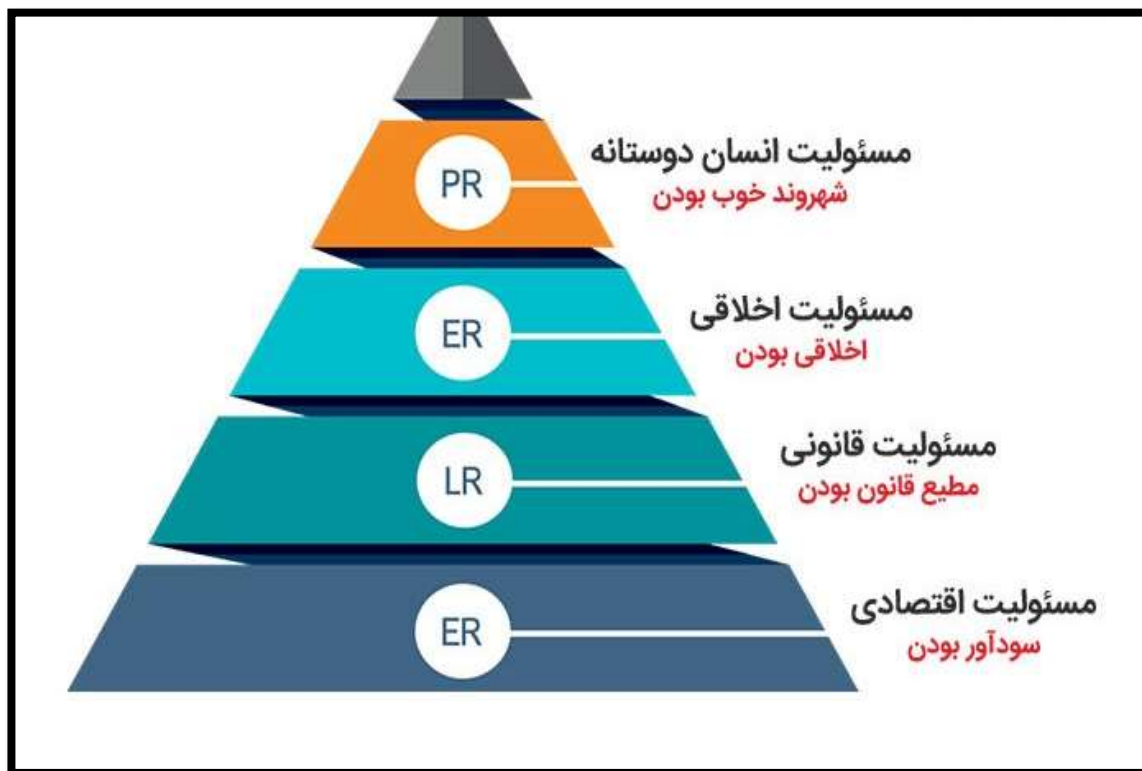 PR
مسئولیت انسان دوستانه
شهروند خوب بودن
ER
مسئولیت اخلاقی
اخلاقی بودن
LR
مسئولیت قانونی
مطیع قانون بودن
ER
مسئولیت اقتصادی
سودآور بودن